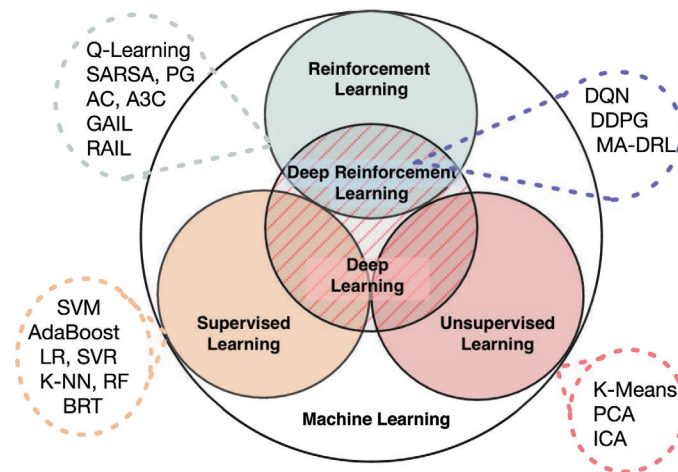 Q-Learning
SARSA, PG
AC, A3C
GAIL
RAIL
Reinforcement
Learning
DQN
DDPG
MA-DRL
Deep Reinforcement
Learning
Deep
Learning
SVM
AdaBoost
LR, SVR
K-NN, RF
BRT
Supervised
Learning
Unsupervised
Learning
K-Means
PCA
ICA
Machine Learning